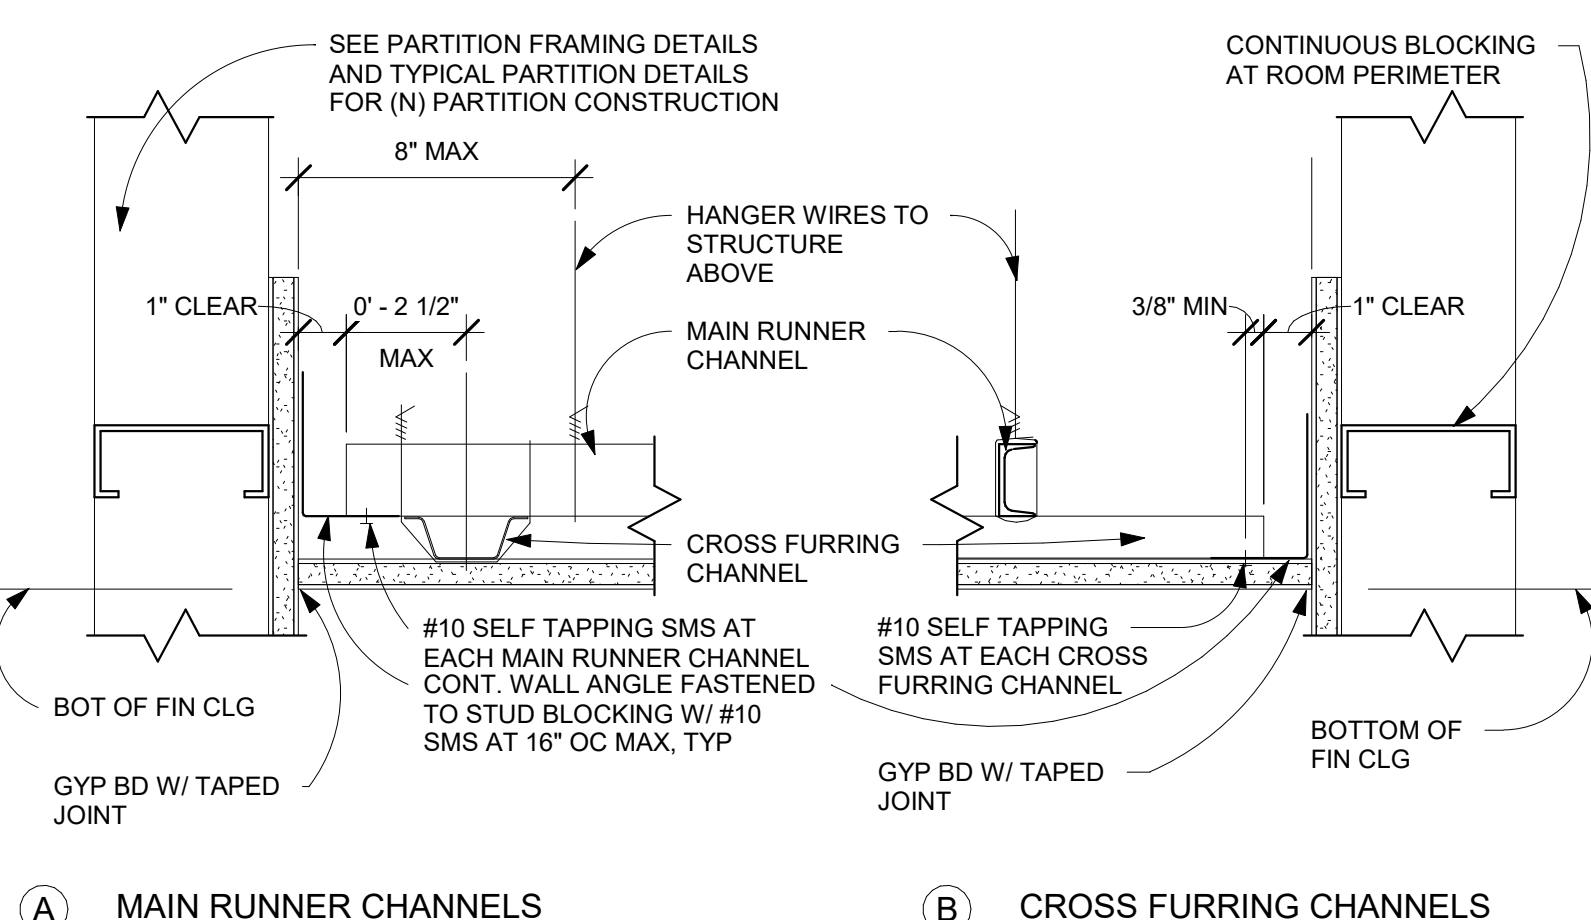 SEE PARTITION FRAMING DETAILS
AND TYPICAL PARTITION DETAILS
FOR (N) PARTITION CONSTRUCTION
CONTINUOUS BLOCKING
AT ROOM PERIMETER
8" MAX
HANGER WIRES TO
STRUCTURE
ABOVE
1" CLEAR
0' - 2 1/2"
MAX
3/8" MIN
1" CLEAR
MAIN RUNNER
CHANNEL
CROSS FURRING
CHANNEL
#10 SELF TAPPING SMS AT
EACH MAIN RUNNER CHANNEL
CONT. WALL ANGLE FASTENED
TO STUD BLOCKING W/ #10
SMS AT 16" OC MAX, TYP
#10 SELF TAPPING
SMS AT EACH CROSS
FURRING CHANNEL
BOT OF FIN CLG
GYP BD W/ TAPED
JOINT
GYP BD W/ TAPED
JOINT
BOTTOM OF
FIN CLG
A MAIN RUNNER CHANNELS
B CROSS FURRING CHANNELS